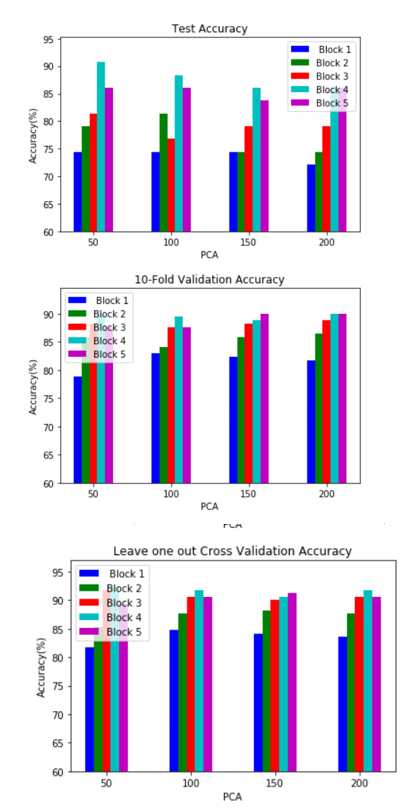 Test Accuracy
95
90
85
80
75
70
65
60
Accuracy(%)
Block 1
Block 2
Block 3
Block 4
Block 5
50 100 150 200
PCA
10-Fold Validation Accuracy
90
85
80
75
70
65
60
Accuracy(%)
Block 1
Block 2
Block 3
Block 4
Block 5
50 100 150 200
PCA
PCA
Leave one out Cross Validation Accuracy
95
90
85
80
75
70
65
60
Accuracy(%)
Block 1
Block 2
Block 3
Block 4
Block 5
50 100 150 200
PCA